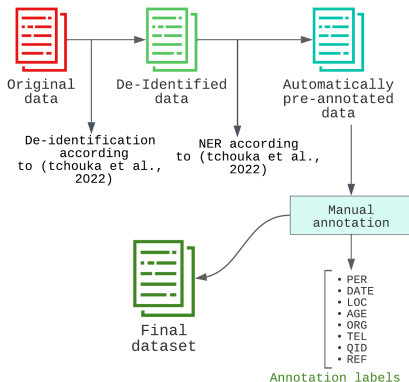 Original
data
De-Identified
data
Automatically
pre-annotated
data
De-identification
according
to (tchouka et al.,
2022)
NER according
to (tchouka et al.,
2022)
Manual
annotation
Final
dataset
• PER
• DATE
• LOC
• AGE
• ORG
• TEL
• QID
• REF
Annotation labels